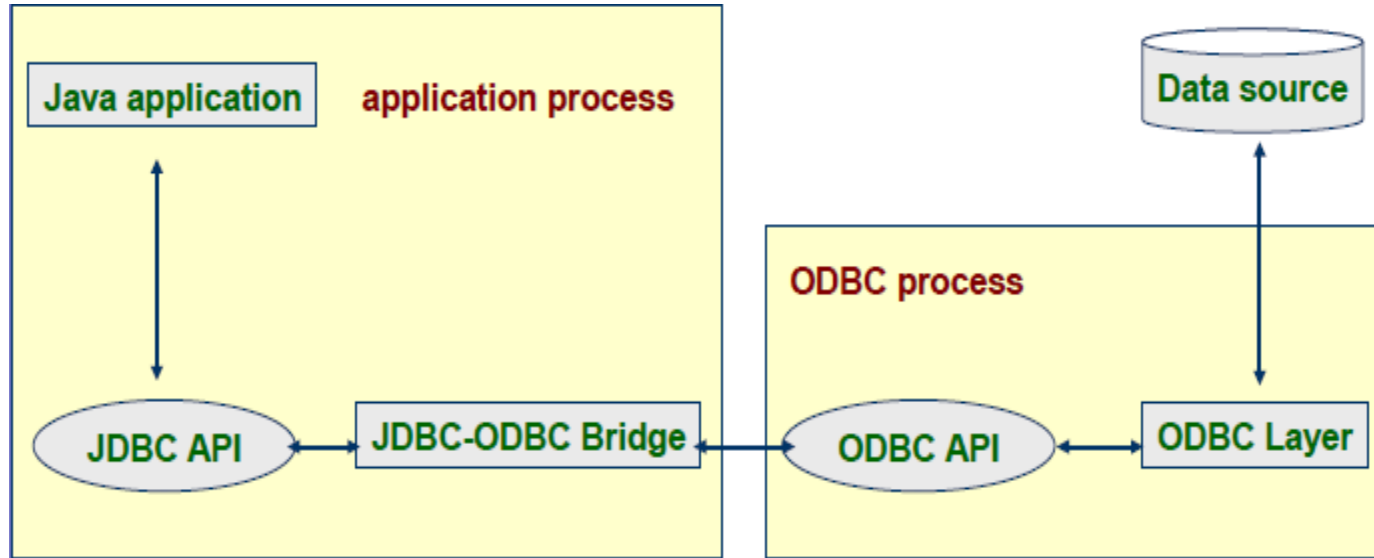 Java application
application process
Data source
ODBC process
JDBC API
JDBC-ODBC Bridge
ODBC API
ODBC Layer